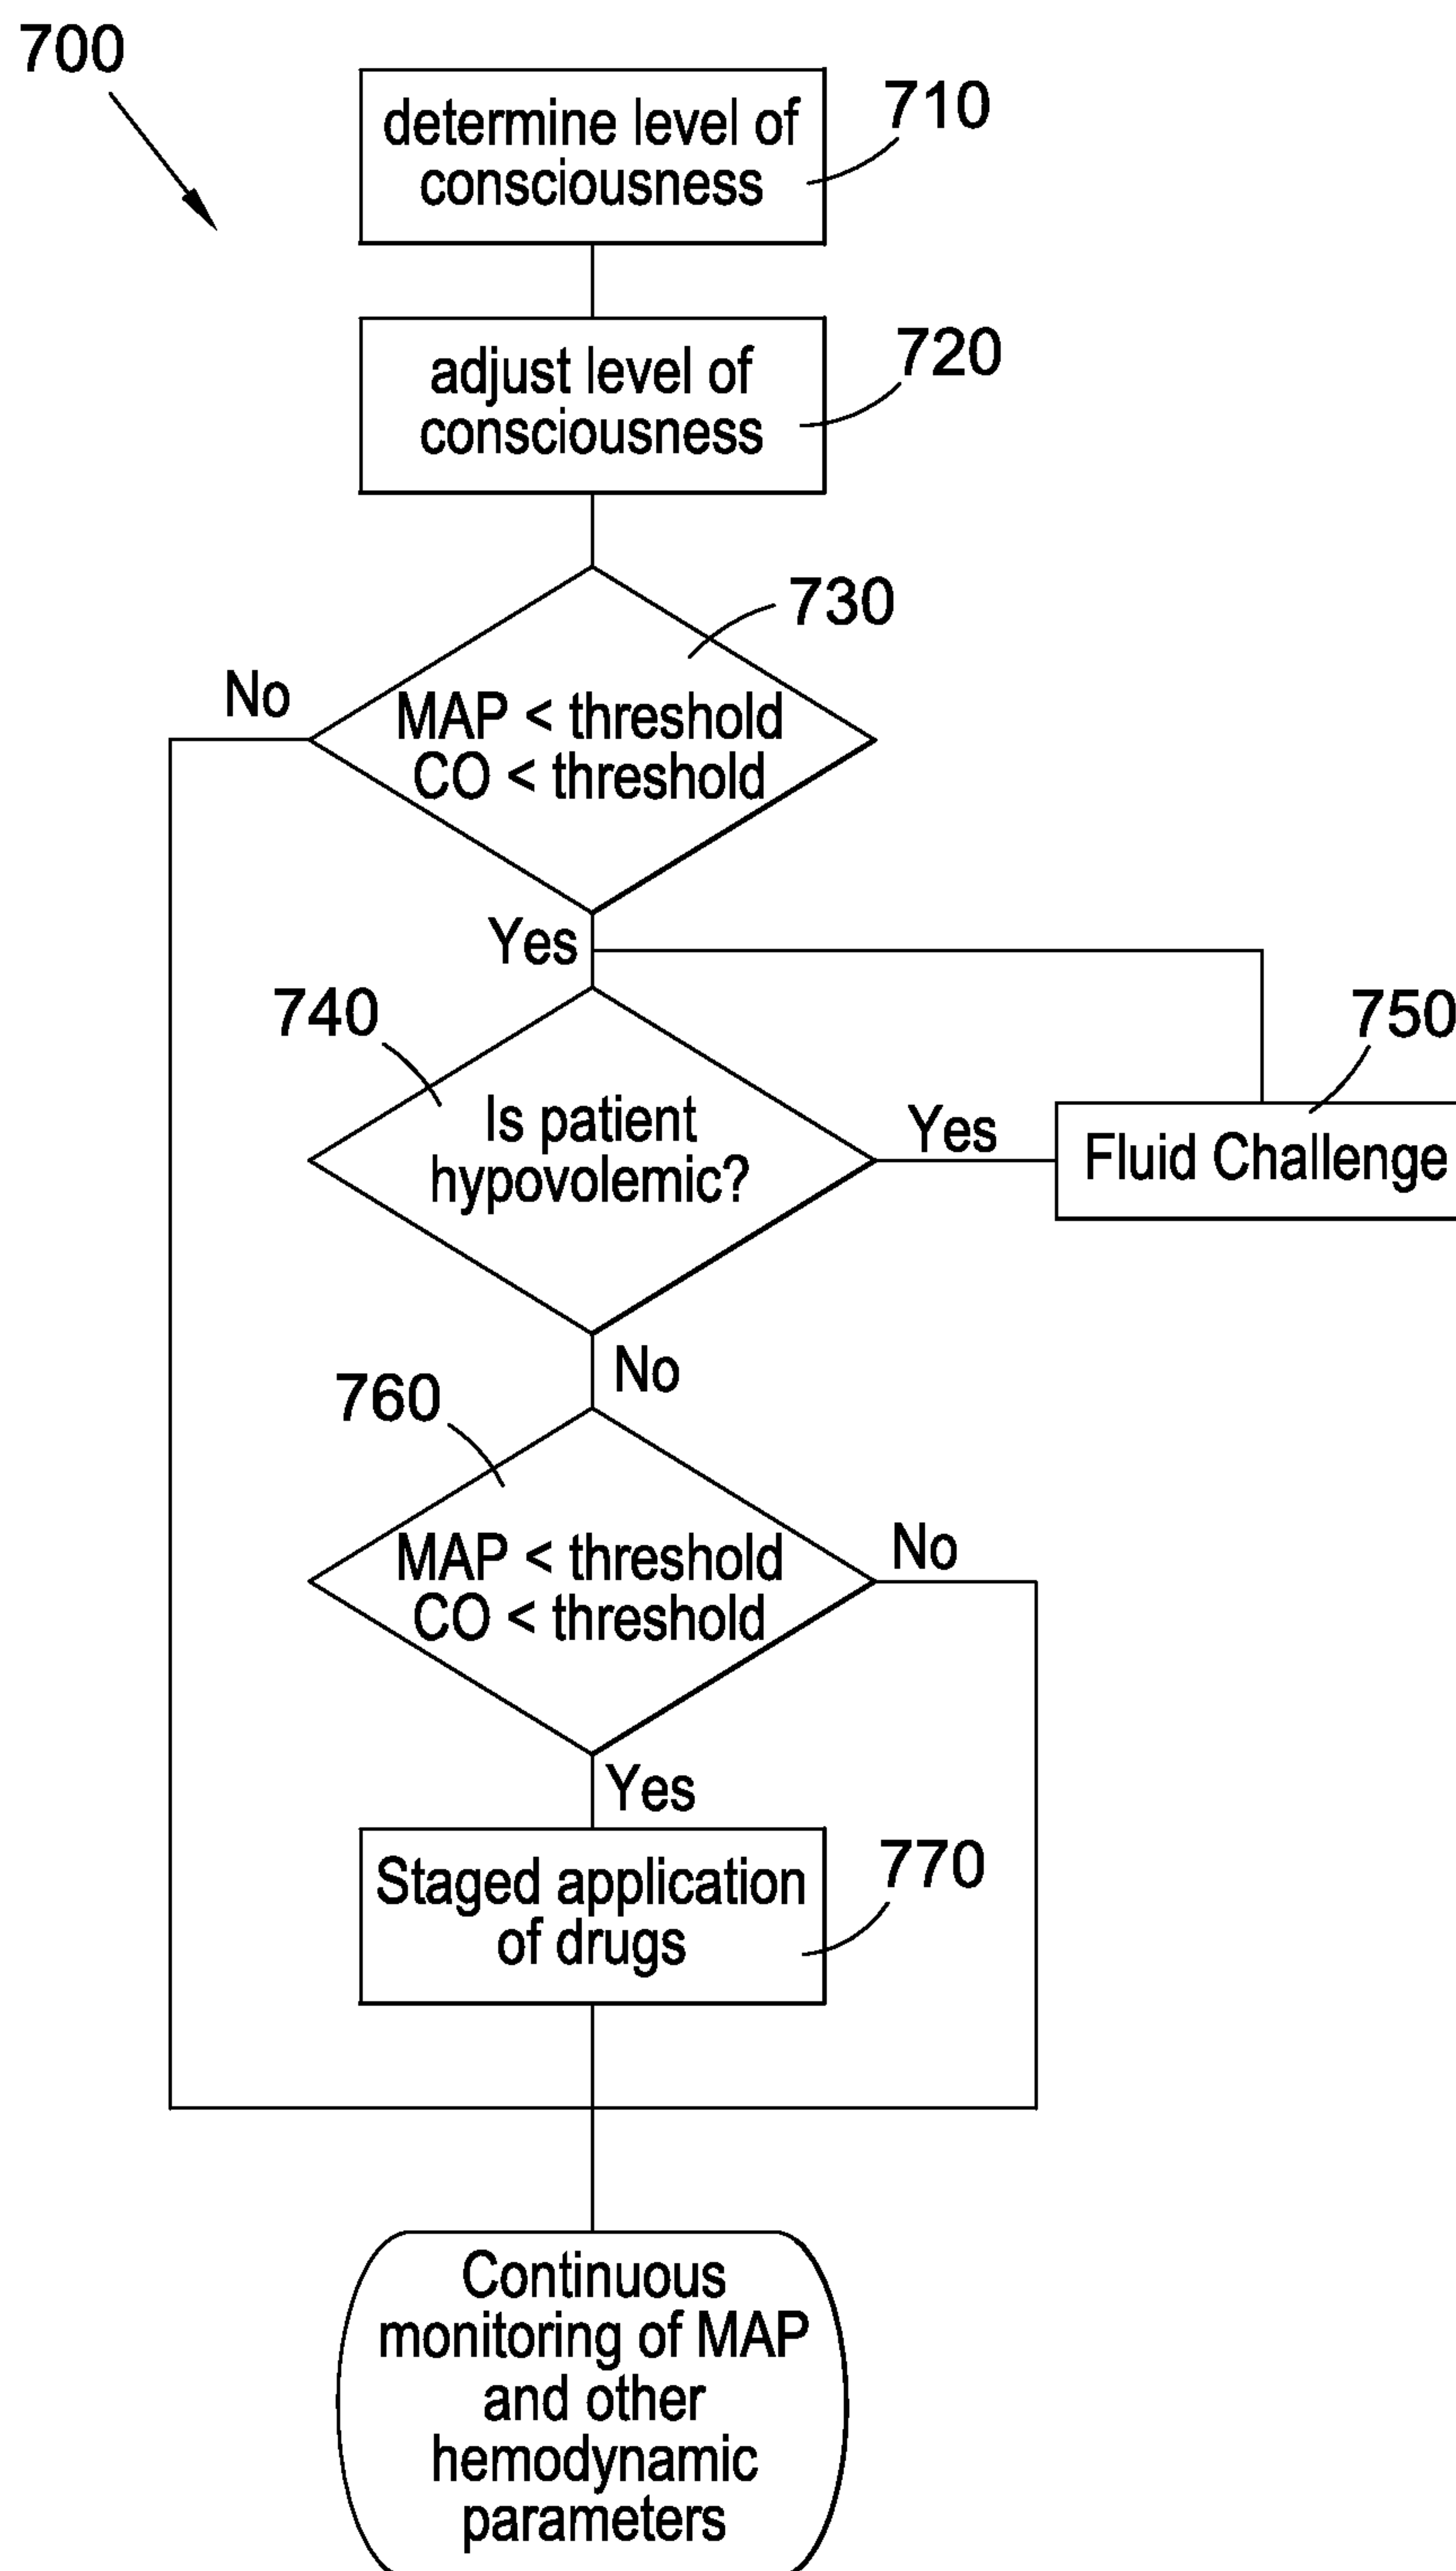 700
determine level of
consciousness
710
adjust level of
consciousness
720
730
No
MAP < threshold
CO < threshold
Yes
740
750
Is patient
hypovolemic?
Yes
Fluid Challenge
No
760
MAP < threshold
CO < threshold
No
Yes
Staged application
of drugs
770
Continuous
monitoring of MAP
and other
hemodynamic
parameters